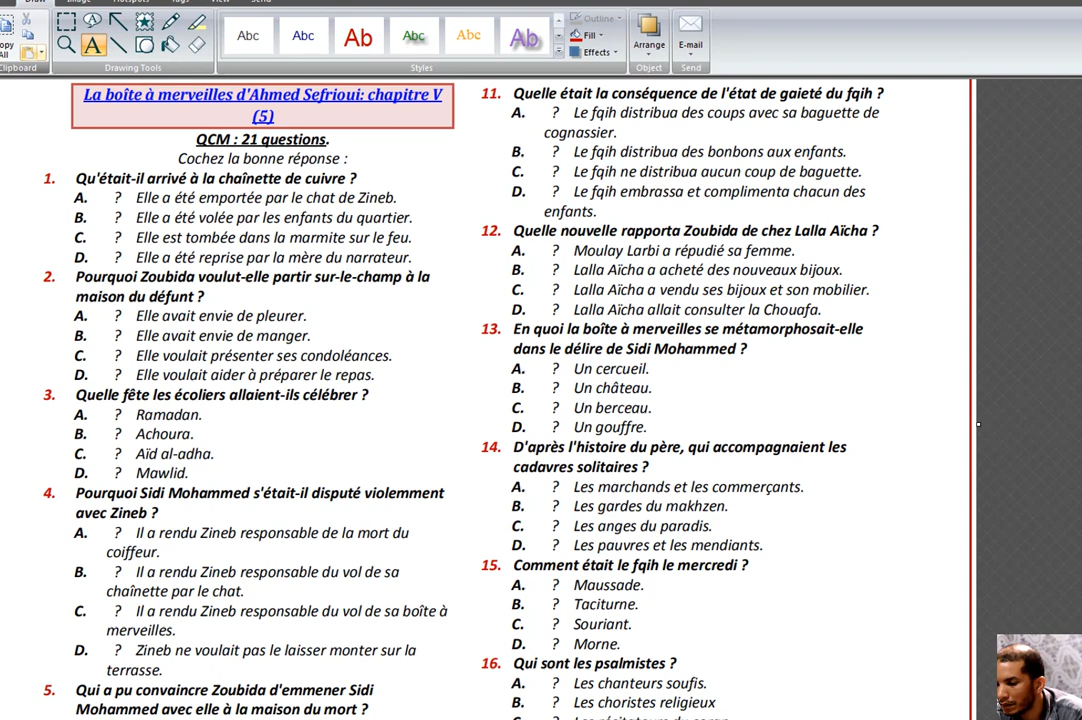 Draw
Image
Hotspots
Tags
View
Send
Outline
Fill
Effects
Arrange
E-mail
opy
All
Abc
Abc
Ab
Abc
Abc
Ab
Clipboard
Drawing Tools
Styles
Object
Send
La boîte à merveilles d'Ahmed Sefrioui: chapitre V
(5)
QCM : 21 questions.
Cochez la bonne réponse :
1. Qu'était-il arrivé à la chaînette de cuivre ?
A. ? Elle a été emportée par le chat de Zineb.
B. ? Elle a été volée par les enfants du quartier.
C. ? Elle est tombée dans la marmite sur le feu.
D. ? Elle a été reprise par la mère du narrateur.
2. Pourquoi Zoubida voulut-elle partir sur-le-champ à la
maison du défunt ?
A. ? Elle avait envie de pleurer.
B. ? Elle avait envie de manger.
C. ? Elle voulait présenter ses condoléances.
D. ? Elle voulait aider à préparer le repas.
3. Quelle fête les écoliers allaient-ils célébrer ?
A. ? Ramadan.
B. ? Achoura.
C. ? Aïd al-adha.
D. ? Mawlid.
4. Pourquoi Sidi Mohammed s'était-il disputé violemment
avec Zineb ?
A. ? Il a rendu Zineb responsable de la mort du
coiffeur.
B. ? Il a rendu Zineb responsable du vol de sa
chaînette par le chat.
C. ? Il a rendu Zineb responsable du vol de sa boîte à
merveilles.
D. ? Zineb ne voulait pas le laisser monter sur la
terrasse.
5. Qui a pu convaincre Zoubida d'emmener Sidi
Mohammed avec elle à la maison du mort ?
11. Quelle était la conséquence de l'état de gaieté du fqih ?
A. ? Le fqih distribua des coups avec sa baguette de
cognassier.
B. ? Le fqih distribua des bonbons aux enfants.
C. ? Le fqih ne distribua aucun coup de baguette.
D. ? Le fqih embrassa et complimenta chacun des
enfants.
12. Quelle nouvelle rapporta Zoubida de chez Lalla Aïcha ?
A. ? Moulay Larbi a répudié sa femme.
B. ? Lalla Aïcha a acheté des nouveaux bijoux.
C. ? Lalla Aïcha a vendu ses bijoux et son mobilier.
D. ? Lalla Aïcha allait consulter la Chouafa.
13. En quoi la boîte à merveilles se métamorphosait-elle
dans le délire de Sidi Mohammed ?
A. ? Un cercueil.
B. ? Un château.
C. ? Un berceau.
D. ? Un gouffre.
14. D'après l'histoire du père, qui accompagnaient les
cadavres solitaires ?
A. ? Les marchands et les commerçants.
B. ? Les gardes du makhzen.
C. ? Les anges du paradis.
D. ? Les pauvres et les mendiants.
15. Comment était le fqih le mercredi ?
A. ? Maussade.
B. ? Taciturne.
C. ? Souriant.
D. ? Morne.
16. Qui sont les psalmistes ?
A. ? Les chanteurs soufis.
B. ? Les choristes religieux